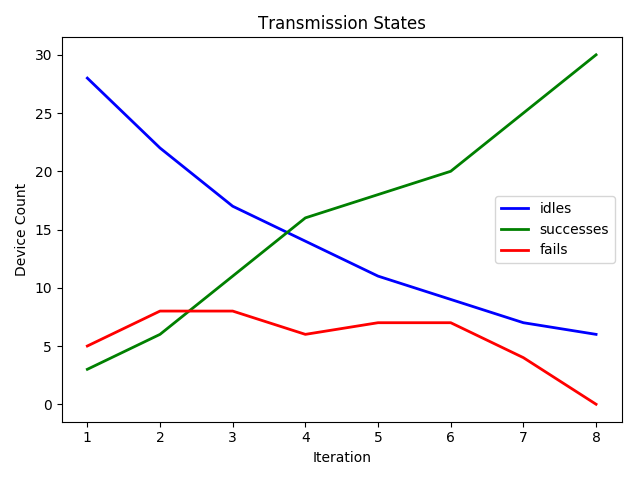 Transmission States
30
25
20
15
10
5
0
Device Count
idles
successes
fails
1 2 3 4 5 6 7 8
Iteration